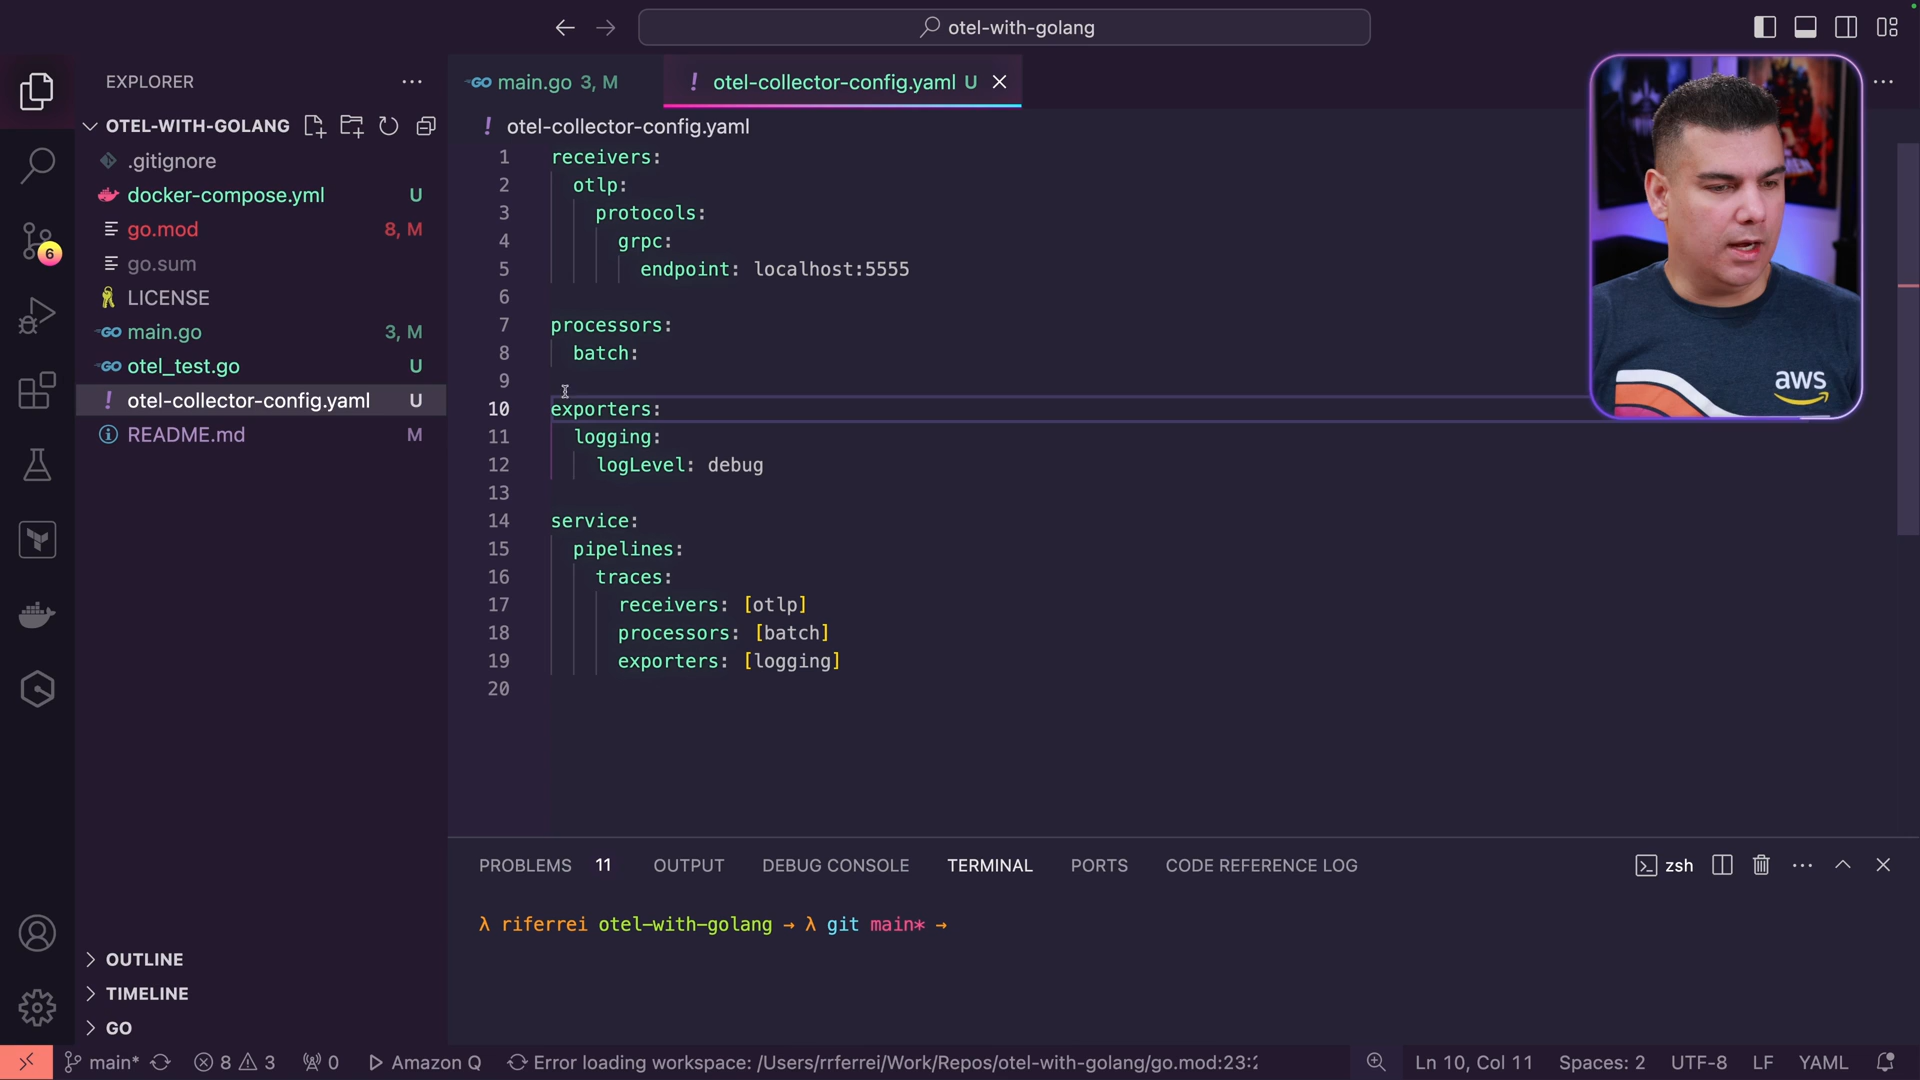 otel-with-golang
EXPLORER
OTEL-WITH-GOLANG
.gitignore
docker-compose.yml U
go.mod 8, M
go.sum
LICENSE
GO main.go 3, M
GO otel_test.go U
! otel-collector-config.yaml U
README.md M
OUTLINE
TIMELINE
GO
GO main.go 3, M
! otel-collector-config.yaml U
! otel-collector-config.yaml
1 receivers:
2 otlp:
3 protocols:
4 grpc:
5 endpoint: localhost:5555
6
7 processors:
8 batch:
9
10 exporters:
11 logging:
12 logLevel: debug
13
14 service:
15 pipelines:
16 traces:
17 receivers: [otlp]
18 processors: [batch]
19 exporters: [logging]
20
aws
6
PROBLEMS 11 OUTPUT DEBUG CONSOLE TERMINAL PORTS CODE REFERENCE LOG
zsh
λ riferrei otel-with-golang → λ git main* →
main* 8 3 0 Amazon Q Error loading workspace: /Users/rrferrei/Work/Repos/otel-with-golang/go.mod:23:2 Ln 10, Col 11 Spaces: 2 UTF-8 LF YAML